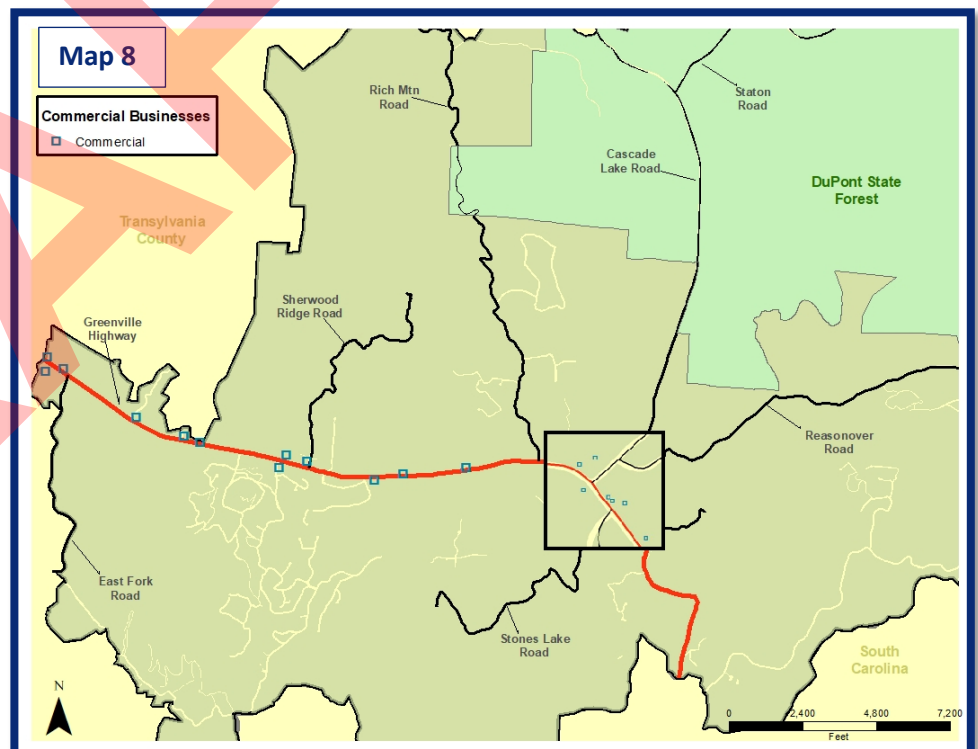 Map 8
Commercial Businesses
Commercial
Rich Mtn
Road
Staton
Road
Cascade
Lake Road
DuPont State
Forest
Transylvania
County
Sherwood
Ridge Road
Greenville
Highway
Reasonover
Road
East Fork
Road
Stones Lake
Road
South
Carolina
N
0 2,400 4,800 7,200
Feet